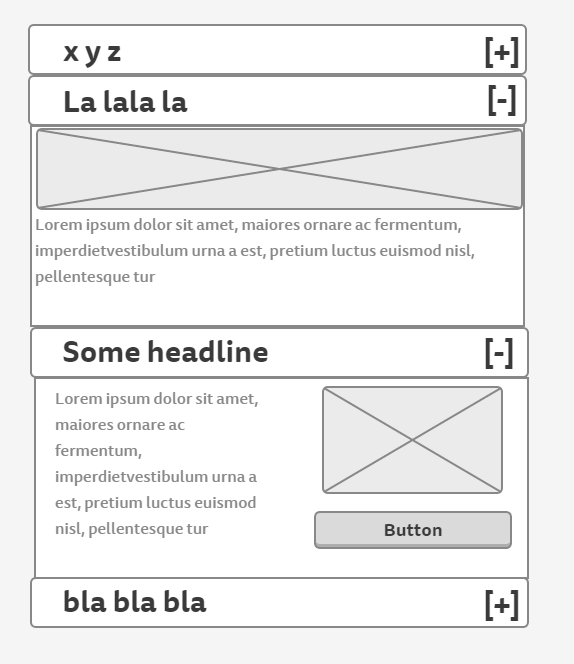 x y z [+]
La lala la [-]
Lorem ipsum dolor sit amet, maiores ornare ac fermentum,
imperdietvestibulum urna a est, pretium luctus euismod nisl,
pellentesque tur
Some headline [-]
Lorem ipsum dolor sit amet,
maiores ornare ac
fermentum,
imperdietvestibulum urna a
est, pretium luctus euismod
nisl, pellentesque tur
Button
bla bla bla [+]